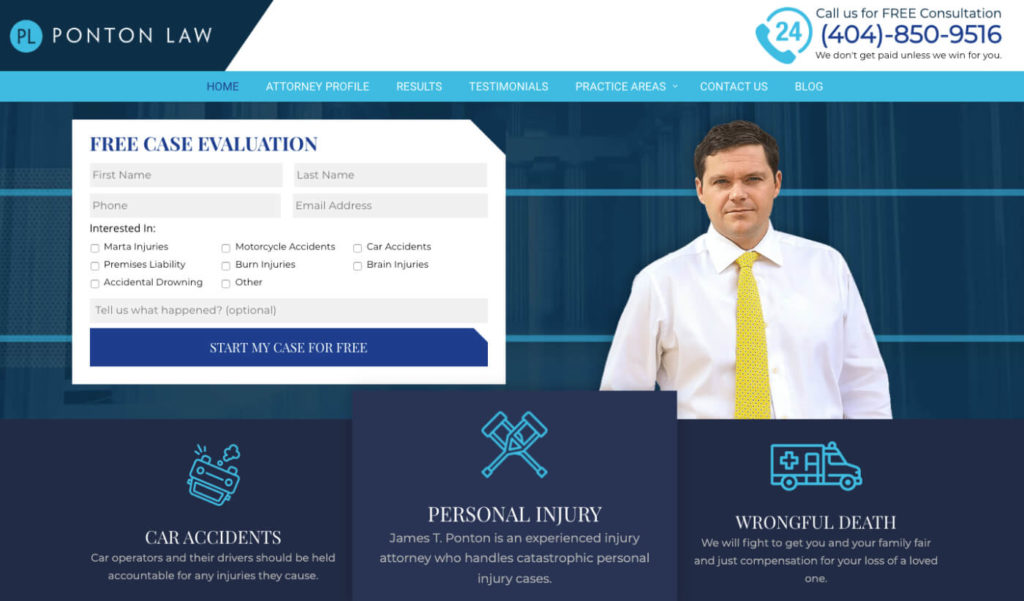 PL PONTON LAW
24
Call us for FREE Consultation
(404)-850-9516
We don't get paid unless we win for you.
HOME ATTORNEY PROFILE RESULTS TESTIMONIALS PRACTICE AREAS CONTACT US BLOG
FREE CASE EVALUATION
First Name Last Name
Phone Email Address
Interested In:
Marta Injuries Motorcycle Accidents Car Accidents
Premises Liability Burn Injuries Brain Injuries
Accidental Drowning Other
Tell us what happened? (optional)
START MY CASE FOR FREE
CAR ACCIDENTS
Car operators and their drivers should be held
accountable for any injuries they cause.
PERSONAL INJURY
James T. Ponton is an experienced injury
attorney who handles catastrophic personal
injury cases.
WRONGFUL DEATH
We will fight to get you and your family fair
and just compensation for your loss of a loved
one.